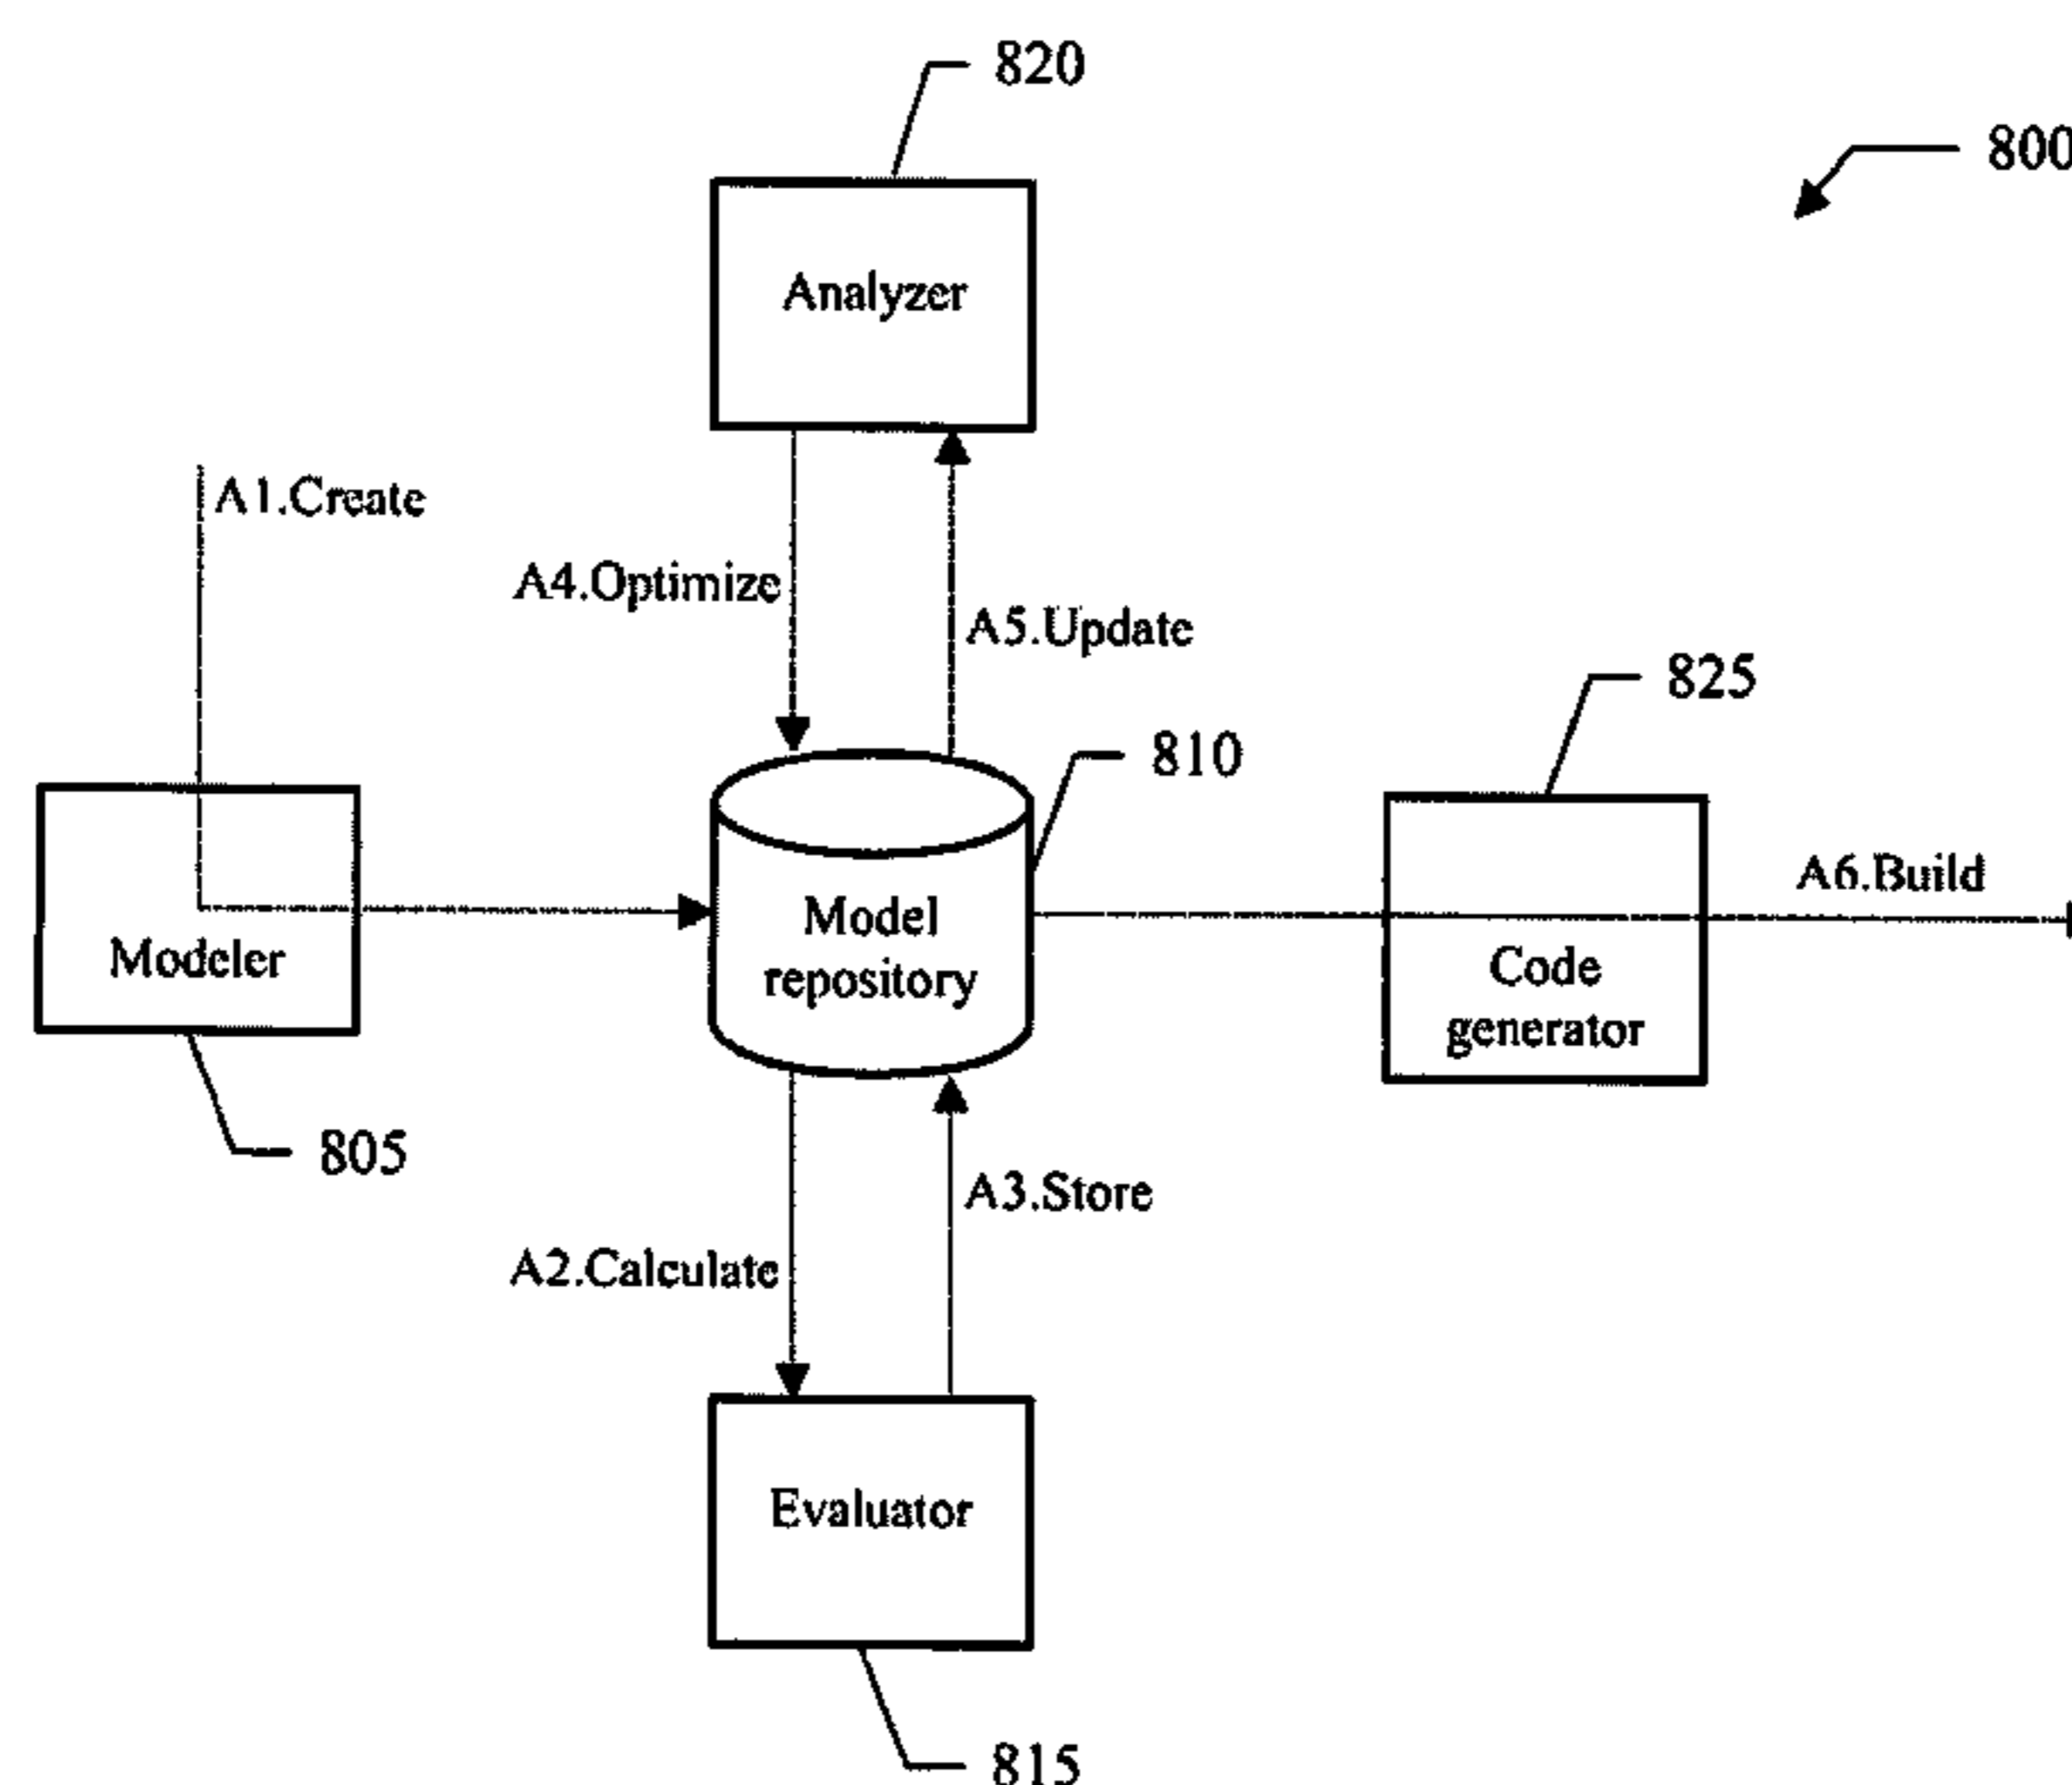 820
800
Analyzer
A1.Create
A4.Optimize
A5.Update
825
810
A6.Build
Model
repository
Modeler
Code
generator
805
A3.Store
A2.Calculate
Evaluator
815